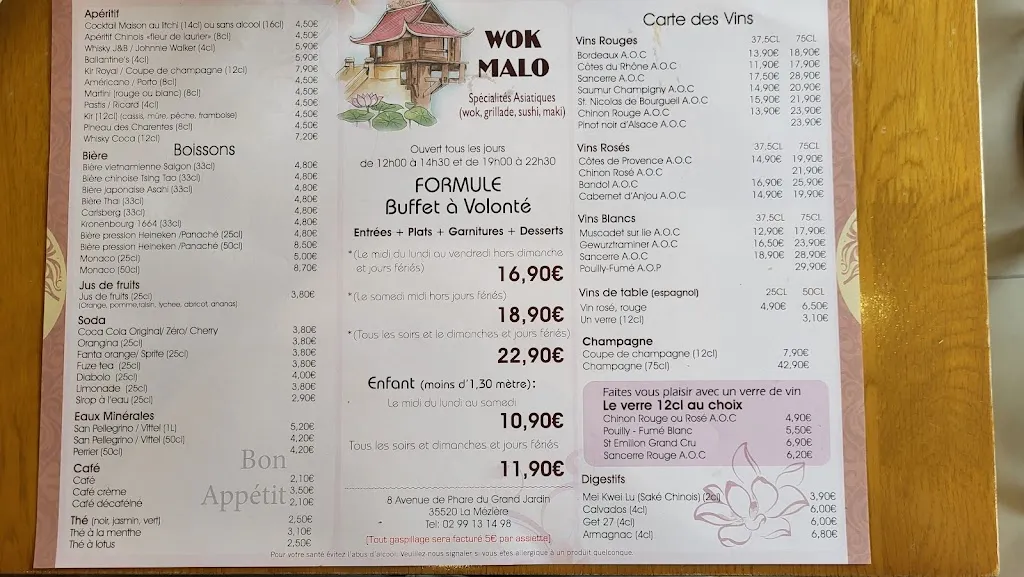 Apéritif
Cocktail Maison au litchi (14cl) ou sans alcool (16cl) 4,50€
Apéritif Chinois «fleur de laurier» (8cl) 4,50€
Whisky J&B / Johnnie Walker (4cl) 5,90€
Ballantine's (4cl) 5,90€
Kir Royal / Coupe de champagne (12cl) 7,90€
Américano / Porto (8cl) 4,50€
Martini (rouge ou blanc) (8cl) 4,50€
Pastis / Ricard (4cl) 4,50€
Kir (12cl) (cassis, mûre, pêche, framboise) 4,50€
Pineau des Charentes (8cl) 4,50€
Whisky Coca (12cl) 7,20€
Boissons
Bière
Bière vietnamienne Saigon (33cl) 4,80€
Bière chinoise Tsing Tao (33cl) 4,80€
Bière japonaise Asahi (33cl) 4,80€
Bière Thai (33cl) 4,80€
Carlsberg (33cl) 4,80€
Kronenbourg 1664 (33cl) 4,80€
Bière pression Heineken /Panaché (25cl) 4,80€
Bière pression Heineken /Panaché (50cl) 8,50€
Monaco (25cl) 5,00€
Monaco (50cl) 8,70€
Jus de fruits
Jus de fruits (25cl) 3,80€
(Orange, pomme,raisin, lychee, abricot, ananas)
Soda
Coca Cola Original/ Zéro/ Cherry 3,80€
Orangina (25cl) 3,80€
Fanta orange/ Sprite (25cl) 3,80€
Fuze tea (25cl) 3,80€
Diabolo (25cl) 4,00€
Limonade (25cl) 3,80€
Sirop à l'eau (25cl) 2,90€
Eaux Minérales
San Pellegrino / Vittel (1L) 5,20€
San Pellegrino / Vittel (50cl) 4,20€
Perrier (50cl) 4,20€
Bon
Appétit
Café
Café 2,10€
Café crème 3,50€
Café décaféiné 2,10€
Thé (noir, jasmin, vert) 2,50€
Thé à la menthe 3,10€
Thé à lotus 2,50€
WOK
MALO
Spécialités Asiatiques
(wok, grillade, sushi, maki)
Ouvert tous les jours
de 12h00 à 14h30 et de 19h00 à 22h30
FORMULE
Buffet à Volonté
Entrées + Plats + Garnitures + Desserts
*(Le midi du lundi au vendredi hors dimanche
et jours fériés)
16,90€
*(Le samedi midi hors jours fériés)
18,90€
*(Tous les soirs et le dimanches et jours fériés)
22,90€
Enfant (moins d'1,30 mètre):
Le midi du lundi au samedi
10,90€
Tous les soirs et dimanches et jours fériés
11,90€
8 Avenue de Phare du Grand Jardin
35520 La Mézière
Tel: 02 99 13 14 98
[Tout gaspillage sera facturé 5€ par assiette]
Carte des Vins
Vins Rouges 37,5CL 75CL
Bordeaux A.O.C 13,90€ 18,90€
Côtes du Rhône A.O.C 11,90€ 17,90€
Sancerre A.O.C 17,50€ 28,90€
Saumur Champigny A.O.C 14,90€ 20,90€
St. Nicolas de Bourgueil A.O.C 15,90€ 21,90€
Chinon Rouge A.O.C 13,90€ 23,90€
Pinot noir d'Alsace A.O.C 23,90€
Vins Rosés 37,5CL 75CL
Côtes de Provence A.O.C 14,90€ 19,90€
Chinon Rosé A.O.C 21,90€
Bandol A.O.C 16,90€ 25,90€
Cabernet d'Anjou A.O.C 14,90€ 19,90€
Vins Blancs 37,5CL 75CL
Muscadet sur lie A.O.C 12,90€ 17,90€
Gewurztraminer A.O.C 16,50€ 23,90€
Sancerre A.O.C 18,90€ 28,90€
Pouilly-Fumé A.O.P 29,90€
Vins de table (espagnol) 25CL 50CL
Vin rosé, rouge 4,90€ 6,50€
Un verre (12cl) 3,10€
Champagne
Coupe de champagne (12cl) 7,90€
Champagne (75cl) 42,90€
Faites vous plaisir avec un verre de vin
Le verre 12cl au choix
Chinon Rouge ou Rosé A.O.C 4,90€
Pouilly - Fumé Blanc 5,50€
St Emilion Grand Cru 6,90€
Sancerre Rouge A.O.C 6,20€
Digestifs
Mei Kwei Lu (Saké Chinois) (2cl) 3,90€
Calvados (4cl) 6,00€
Get 27 (4cl) 6,00€
Armagnac (4cl) 6,80€
Pour votre santé évitez l'abus d'alcool. Veuillez-nous signaler si vous etes allergique à un produit quelconque.